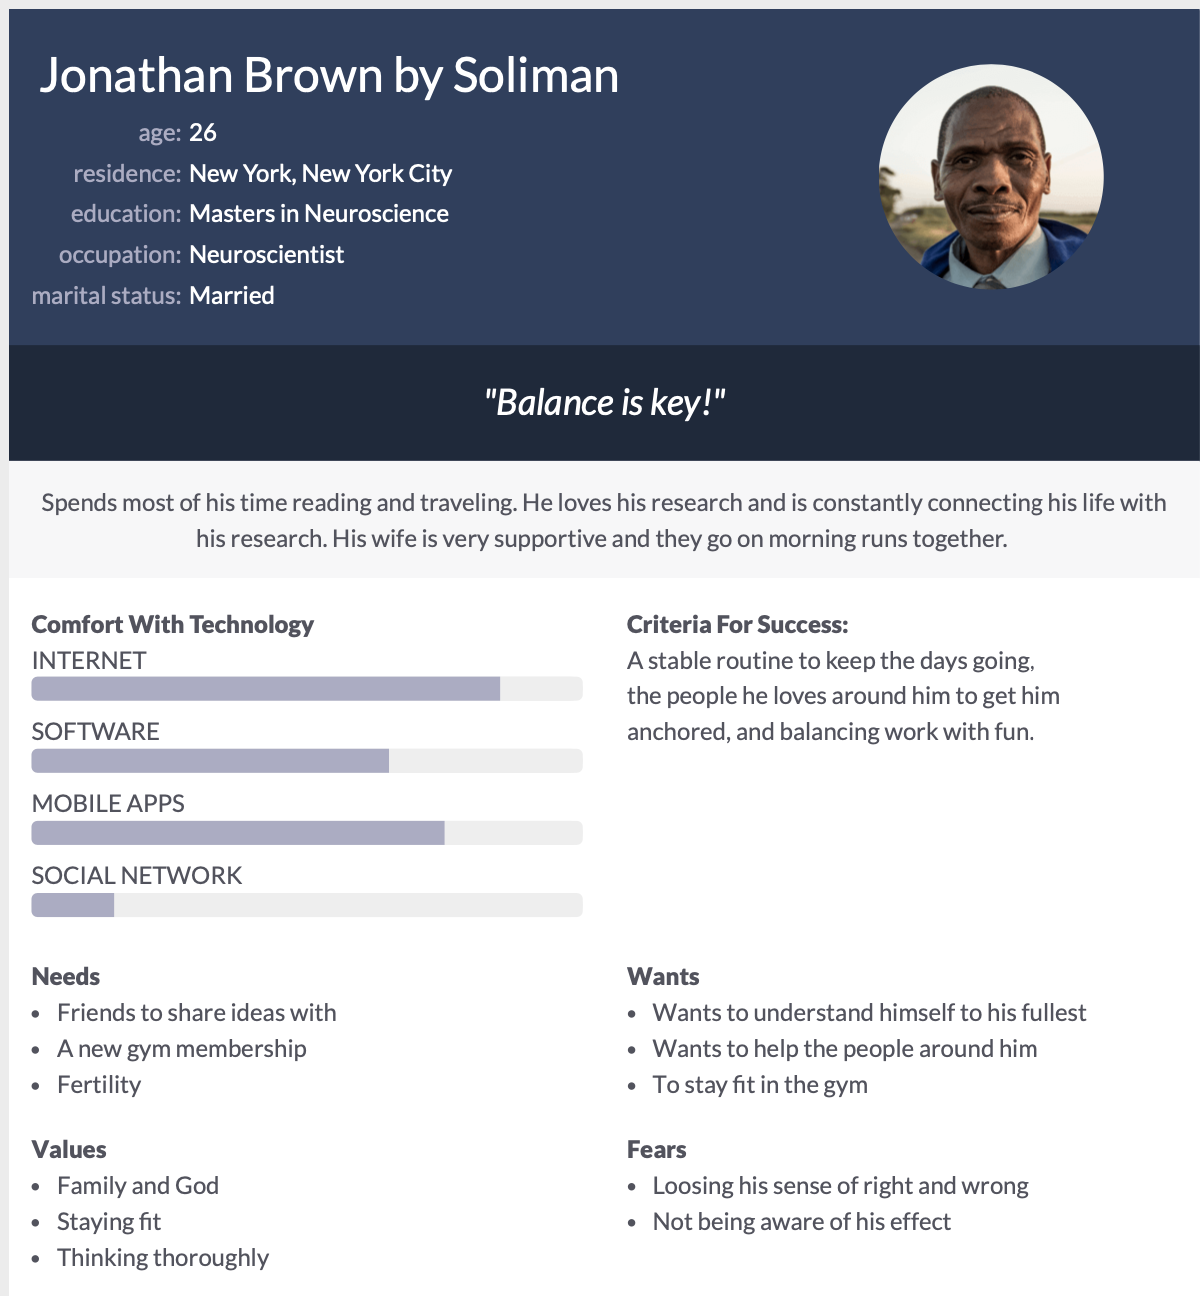 Jonathan Brown by Soliman
age: 26
residence: New York, New York City
education: Masters in Neuroscience
occupation: Neuroscientist
marital status: Married
"Balance is key!"
Spends most of his time reading and traveling. He loves his research and is constantly connecting his life with
his research. His wife is very supportive and they go on morning runs together.
Comfort With Technology
INTERNET
SOFTWARE
MOBILE APPS
SOCIAL NETWORK
Criteria For Success:
A stable routine to keep the days going,
the people he loves around him to get him
anchored, and balancing work with fun.
Needs
• Friends to share ideas with
• A new gym membership
• Fertility
Wants
• Wants to understand himself to his fullest
• Wants to help the people around him
• To stay fit in the gym
Values
• Family and God
• Staying fit
• Thinking thoroughly
Fears
• Loosing his sense of right and wrong
• Not being aware of his effect